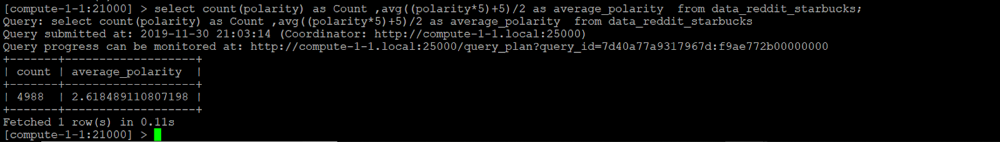 [compute-1-1:21000] > select count(polarity) as Count ,avg((polarity*5)+5)/2 as average_polarity  from data_reddit_starbucks;
Query: select count(polarity) as Count ,avg((polarity*5)+5)/2 as average_polarity  from data_reddit_starbucks
Query submitted at: 2019-11-30 21:03:14 (Coordinator: http://compute-1-1.local:25000)
Query progress can be monitored at: http://compute-1-1.local:25000/query_plan?query_id=7d40a77a9317967d:f9ae772b00000000
+-------+-------------------+
| count | average_polarity  |
+-------+-------------------+
| 4988  | 2.618489110807198 |
+-------+-------------------+
Fetched 1 row(s) in 0.11s
[compute-1-1:21000] >